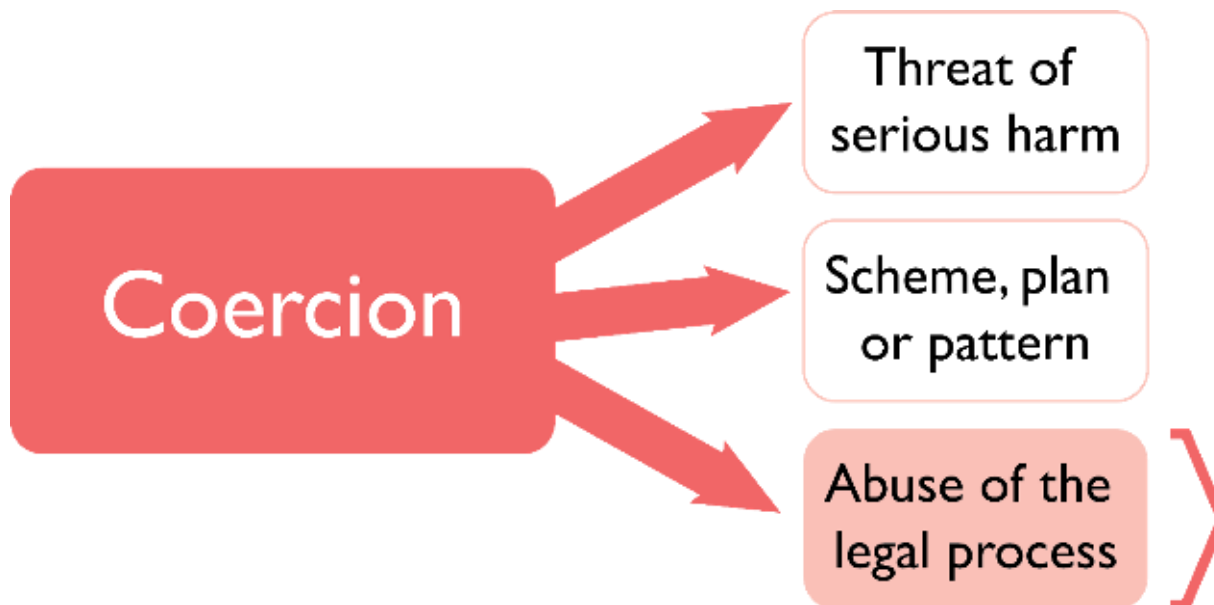 Coercion
Threat of
serious harm
Scheme, plan
or pattern
Abuse of the
legal process